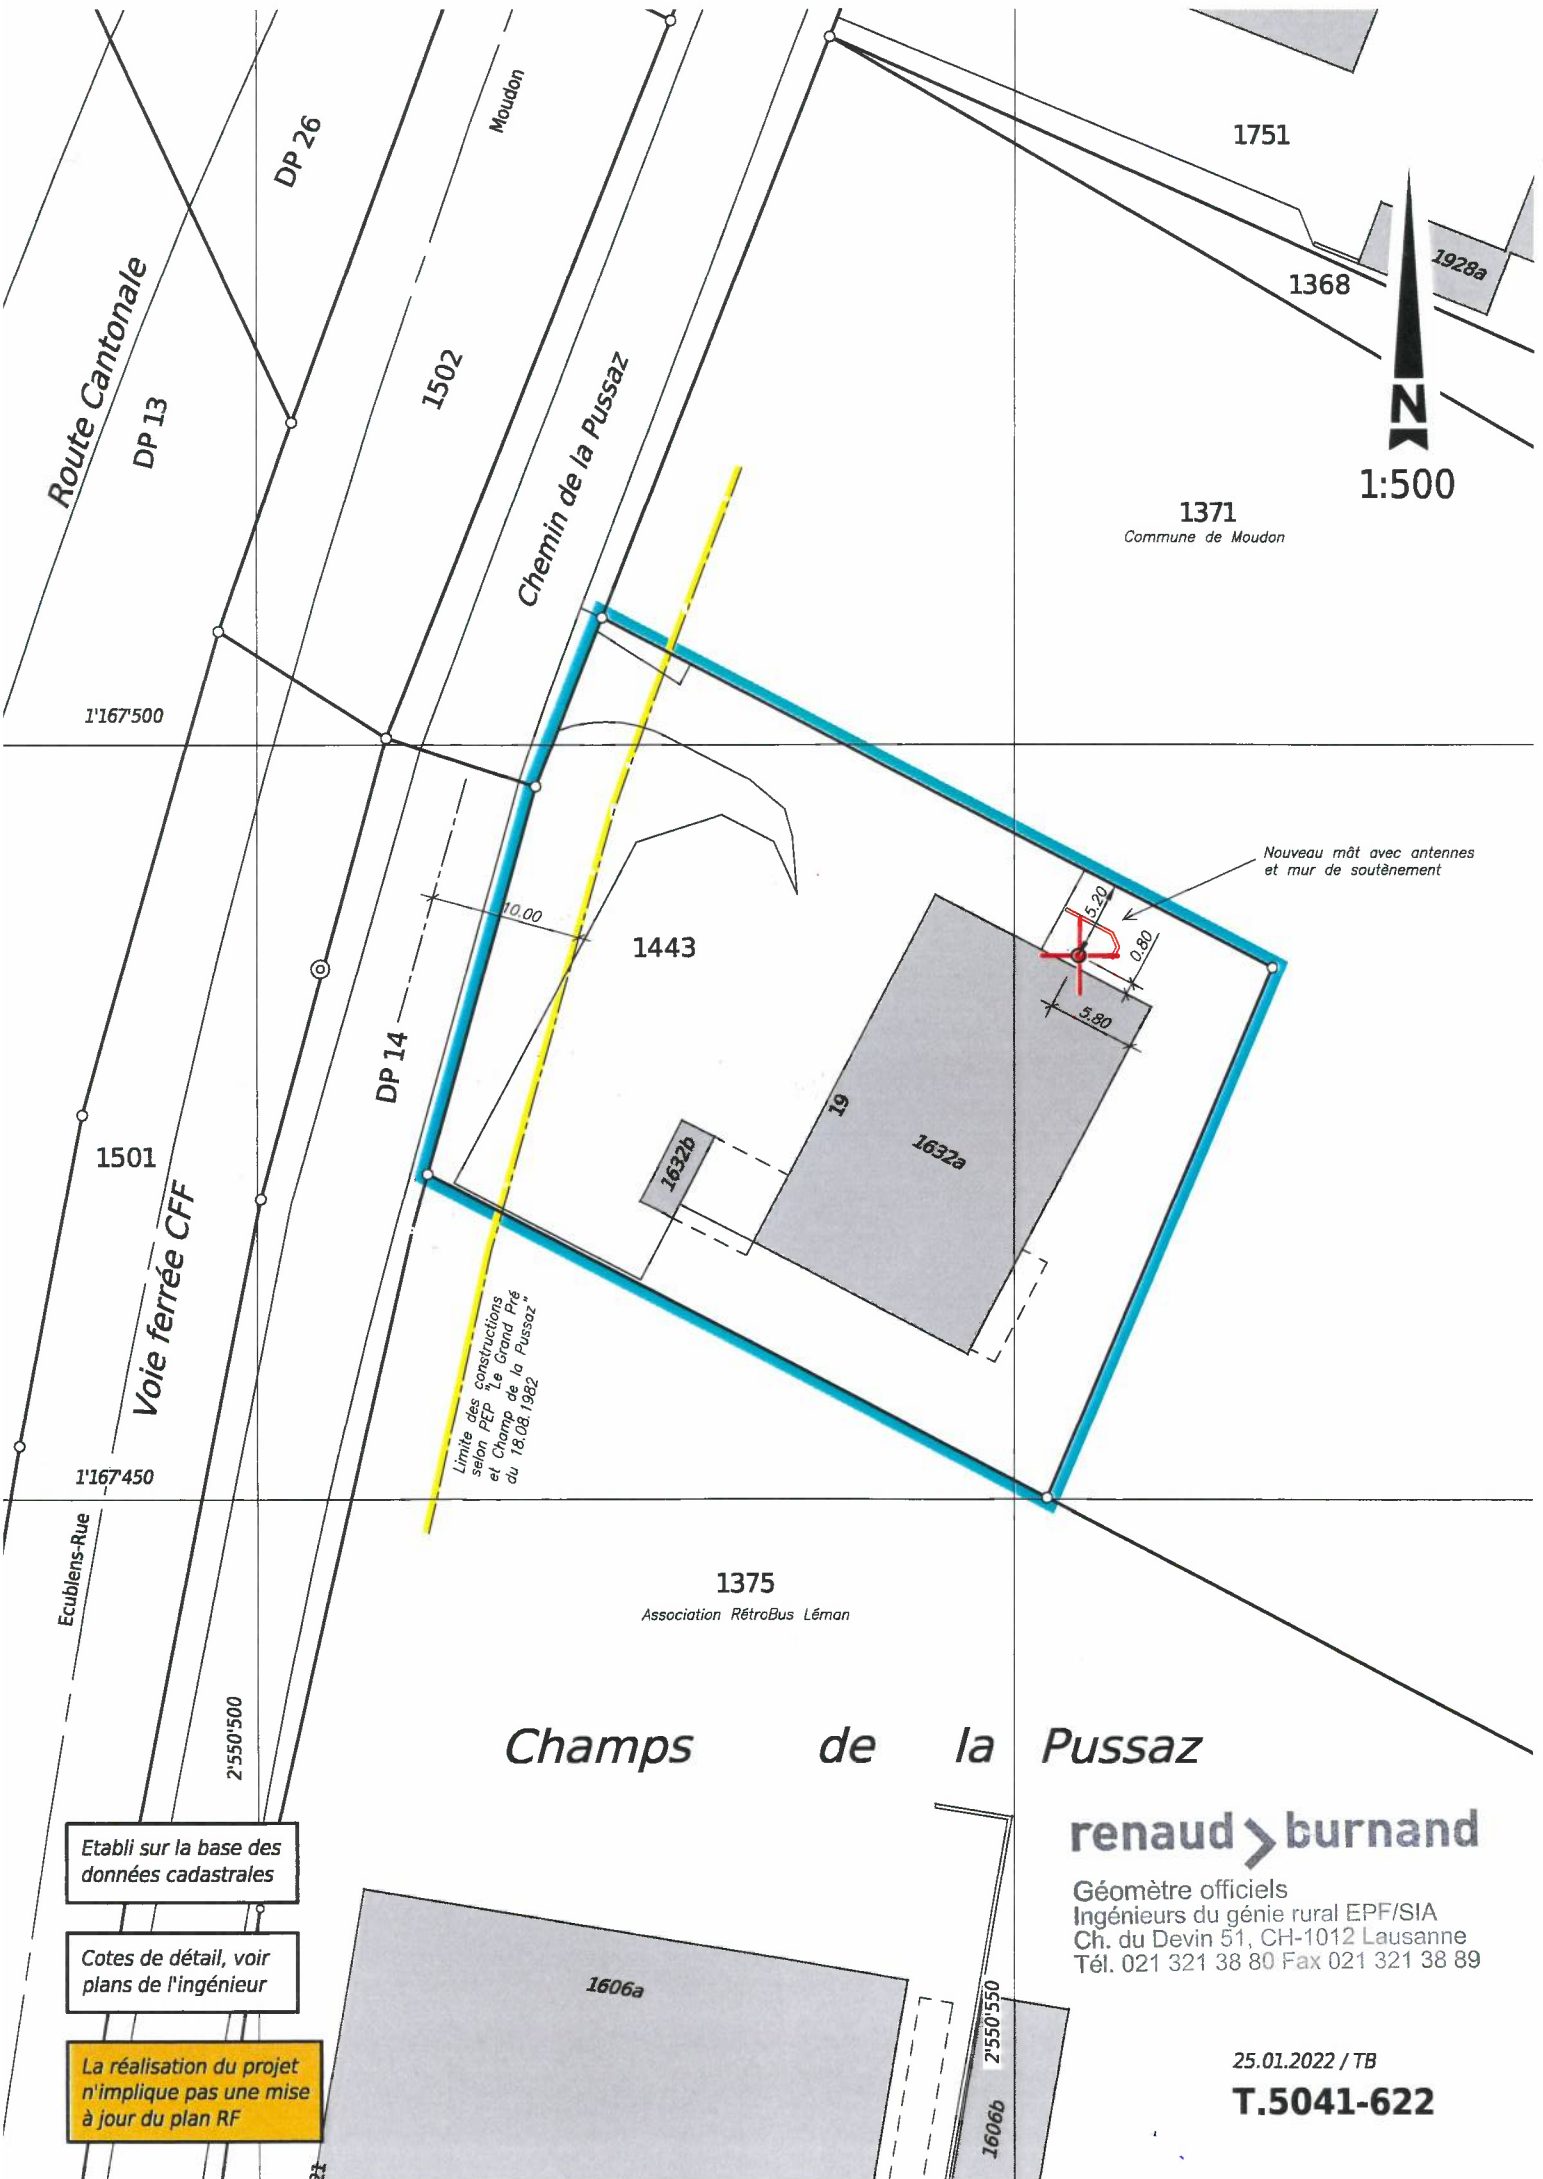 Moudon
DP 26
1751
1928a
1368
Route Cantonale
DP 13
1502
Chemin de la Pussaz
N
1:500
1371
Commune de Moudon
1'167'500
Nouveau mât avec antennes
et mur de soutènement
5.20
0.80
10.00
1443
5.80
DP 14
19
1632a
1632b
1501
Voie ferrée CFF
Limite des constructions
selon PEP "Le Grand Pré
et Champ de la Pussaz"
du 18.08.1982
1'167'450
Ecublens-Rue
1375
Association RétroBus Léman
2'550'500
Champs de la Pussaz
Etabli sur la base des
données cadastrales
renaud burnand
Géomètre officiels
Ingénieurs du génie rural EPF/SIA
Ch. du Devin 51, CH-1012 Lausanne
Tél. 021 321 38 80 Fax 021 321 38 89
Cotes de détail, voir
plans de l'ingénieur
1606a
2'550'550
La réalisation du projet
n'implique pas une mise
à jour du plan RF
25.01.2022 / TB
T.5041-622
1606b
21